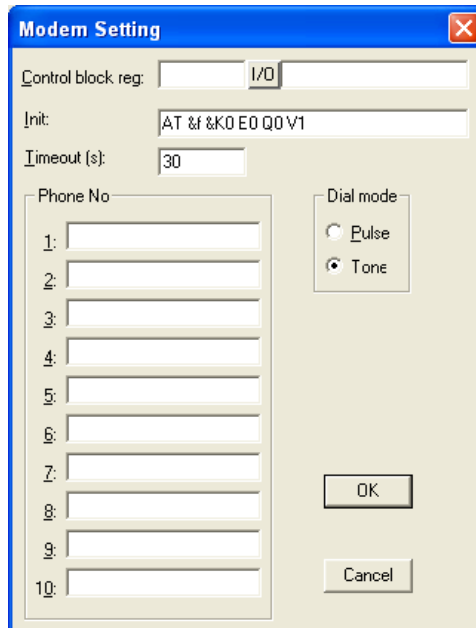 Modem Setting
Control block reg: I/O
Init: AT &f &K0 E0 Q0 V1
Timeout (s): 30
Phone No
1:
2:
3:
4:
5:
6:
7:
8:
9:
10:
Dial mode
Pulse
Tone
OK
Cancel